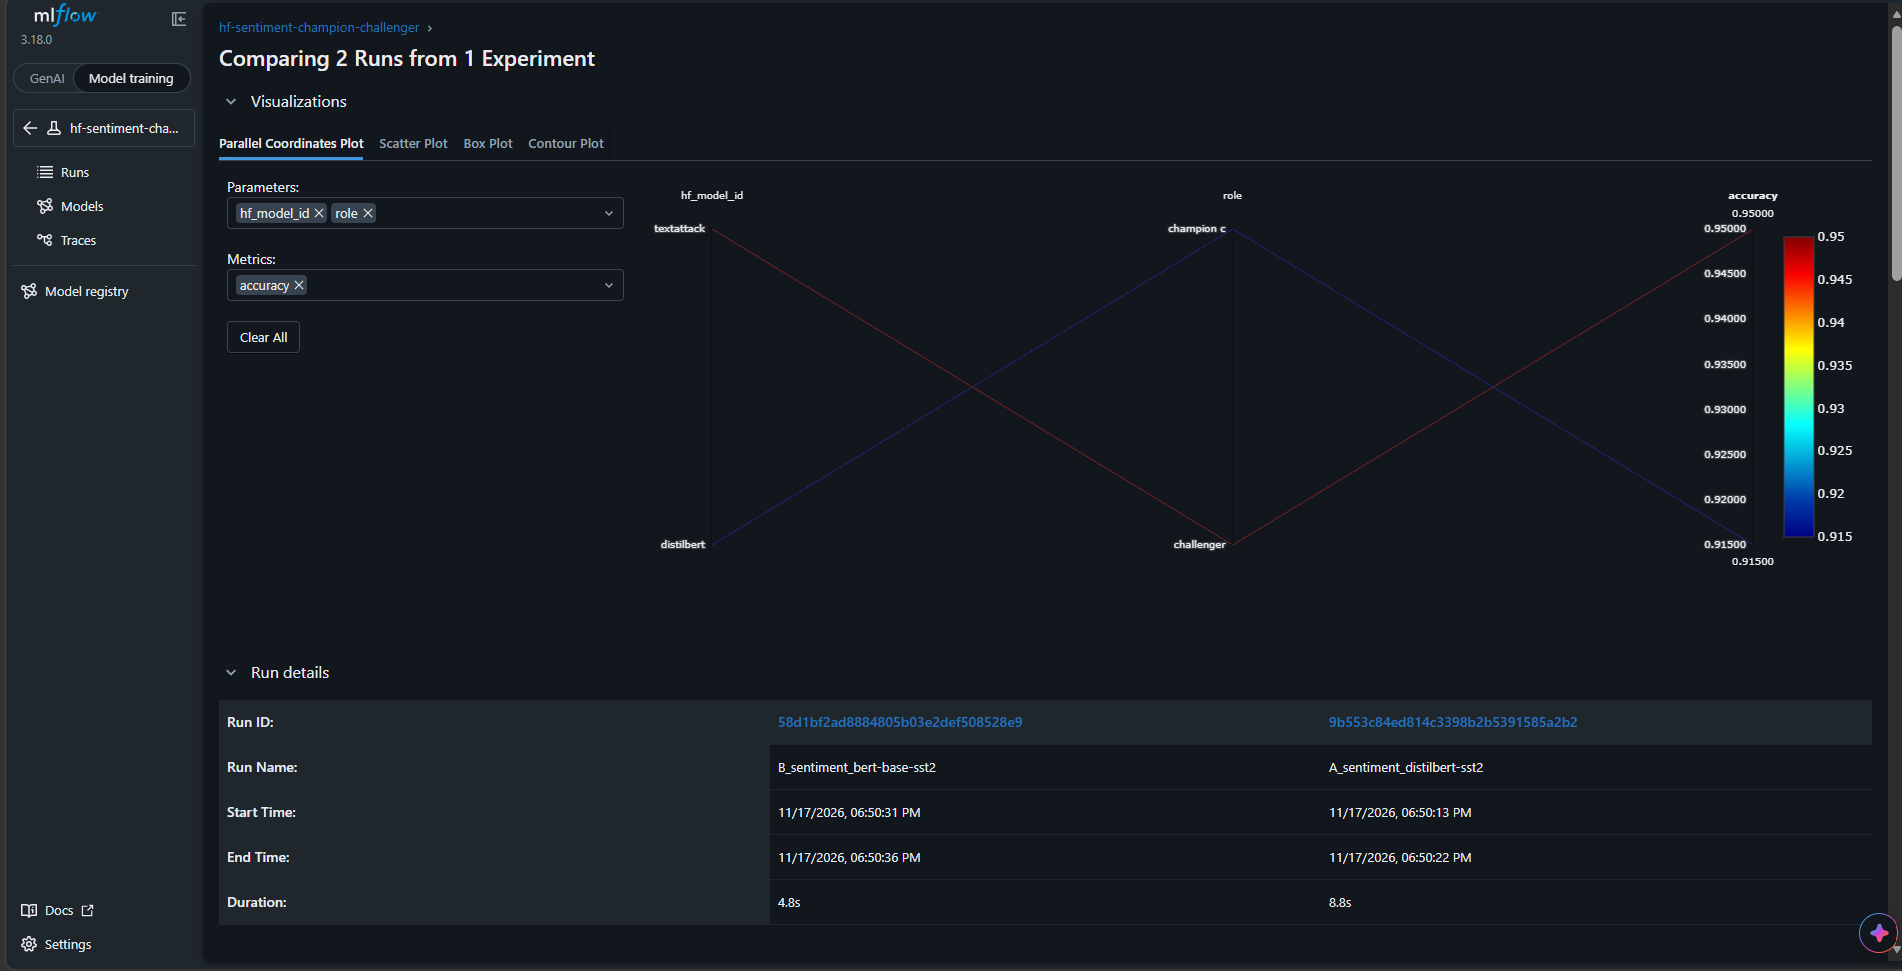 mlflow
3.18.0
GenAI Model training
hf-sentiment-cha...
Runs
Models
Traces
Model registry
Docs
Settings
hf-sentiment-champion-challenger
Comparing 2 Runs from 1 Experiment
Visualizations
Parallel Coordinates Plot Scatter Plot Box Plot Contour Plot
Parameters:
hf_model_id role
Metrics:
accuracy
Clear All
hf_model_id role accuracy
0.95000
textattack champion c 0.95000
0.94500
0.94000
0.93500
0.93000
0.92500
0.92000
distilbert challenger 0.91500
0.91500
0.95
0.945
0.94
0.935
0.93
0.925
0.92
0.915
Run details
Run ID: 58d1bf2ad8884805b03e2def508528e9 9b553c84ed814c3398b2b5391585a2b2
Run Name: B_sentiment_bert-base-sst2 A_sentiment_distilbert-sst2
Start Time: 11/17/2026, 06:50:31 PM 11/17/2026, 06:50:13 PM
End Time: 11/17/2026, 06:50:36 PM 11/17/2026, 06:50:22 PM
Duration: 4.8s 8.8s